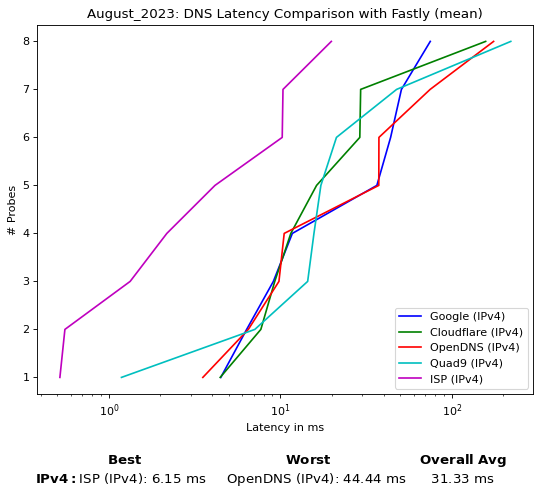 August_2023: DNS Latency Comparison with Fastly (mean)
8
7
6
5
4
3
2
1
# Probes
Google (IPv4)
Cloudflare (IPv4)
OpenDNS (IPv4)
Quad9 (IPv4)
ISP (IPv4)
10⁰ 10¹ 10²
Latency in ms
Best Worst Overall Avg
IPv4: ISP (IPv4): 6.15 ms OpenDNS (IPv4): 44.44 ms 31.33 ms